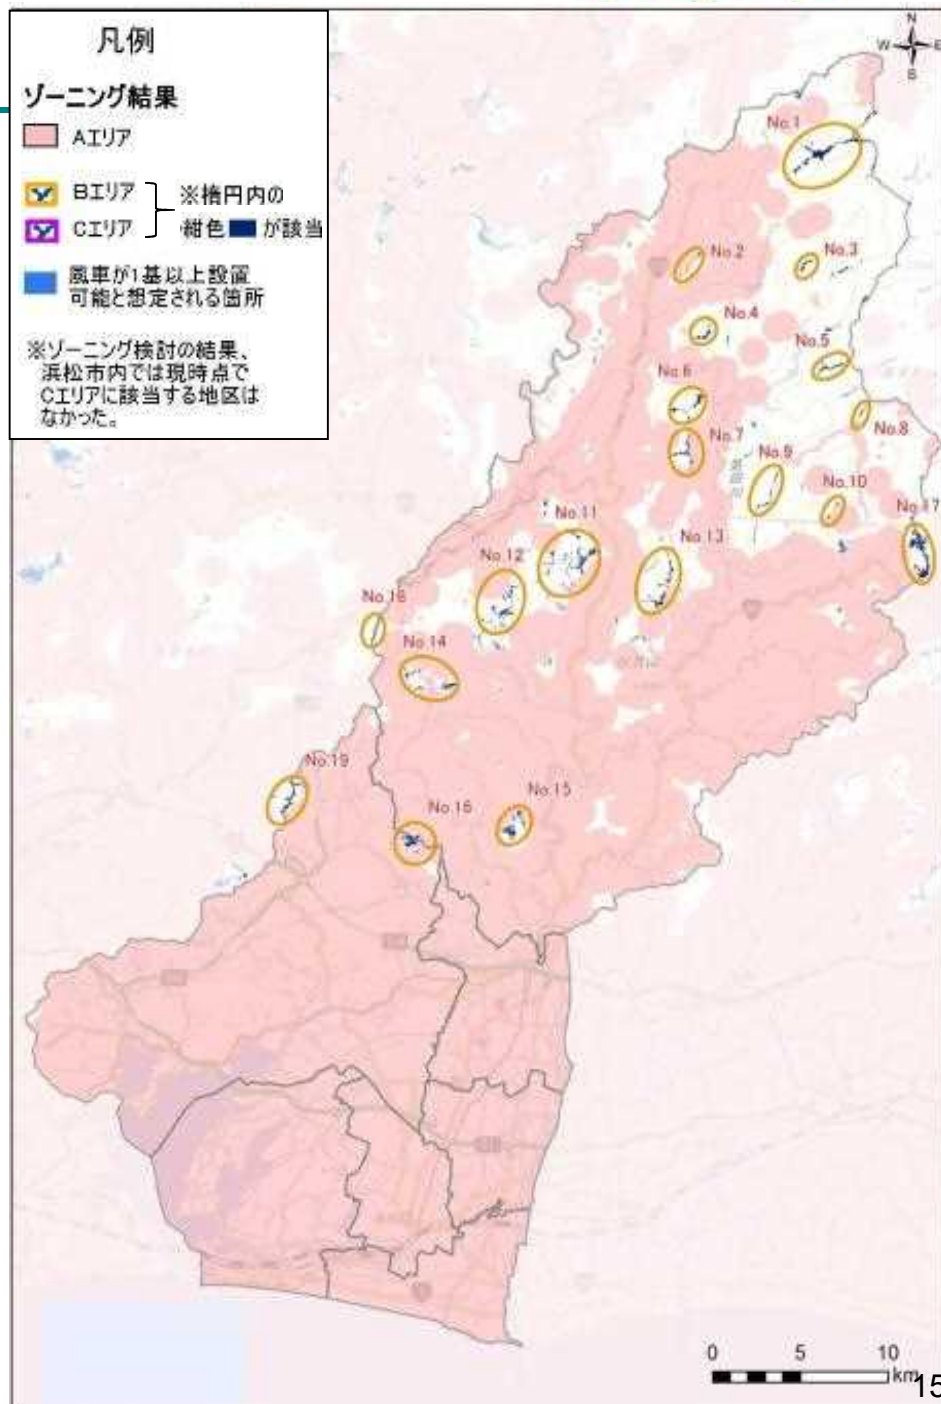 凡例
ゾーニング結果
Aエリア
Bエリア
Cエリア
※楕円内の
紺色 が該当
風車が1基以上設置
可能と想定される箇所
※ゾーニング検討の結果、
浜松市内では現時点で
Cエリアに該当する地区は
なかった。
N
W E
S
No.1
No.2
No.3
No.4
No.5
No.6
No.7
No.8
No.9
No.10
No.17
No.11
No.12
No.13
No.18
No.14
No.19
No.16
No.15
0 5 10
km
15